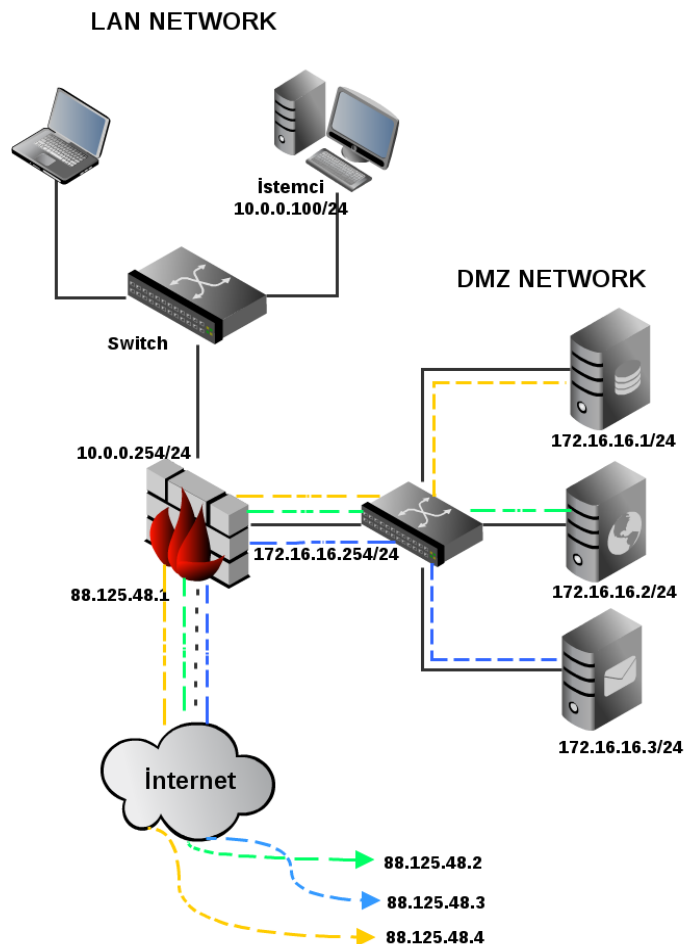 LAN NETWORK
İstemci
10.0.0.100/24
DMZ NETWORK
Switch
172.16.16.1/24
10.0.0.254/24
172.16.16.254/24
88.125.48.1
172.16.16.2/24
172.16.16.3/24
İnternet
88.125.48.2
88.125.48.3
88.125.48.4